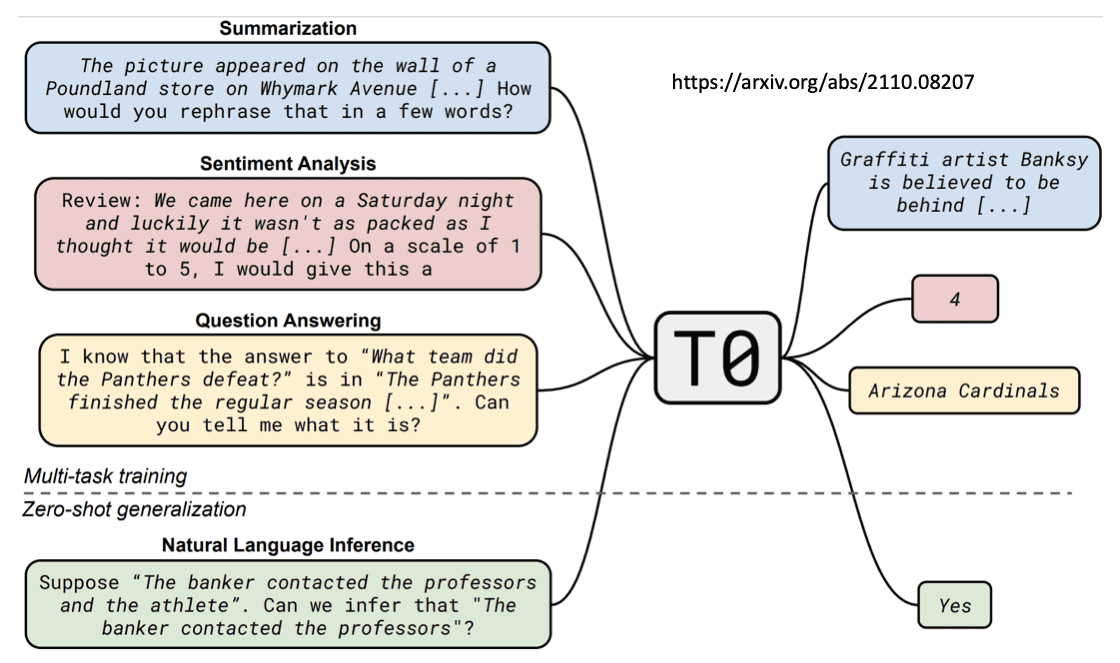 Summarization
The picture appeared on the wall of a
Poundland store on Whymark Avenue [...] How
would you rephrase that in a few words?
https://arxiv.org/abs/2110.08207
Graffiti artist Banksy
is believed to be
behind [...]
Sentiment Analysis
Review: We came here on a Saturday night
and luckily it wasn't as packed as I
thought it would be [...] On a scale of 1
to 5, I would give this a
4
Question Answering
I know that the answer to “What team did
the Panthers defeat?” is in “The Panthers
finished the regular season [...]”. Can
you tell me what it is?
T0
Arizona Cardinals
Multi-task training
Zero-shot generalization
Natural Language Inference
Suppose “The banker contacted the professors
and the athlete”. Can we infer that "The
banker contacted the professors"?
Yes